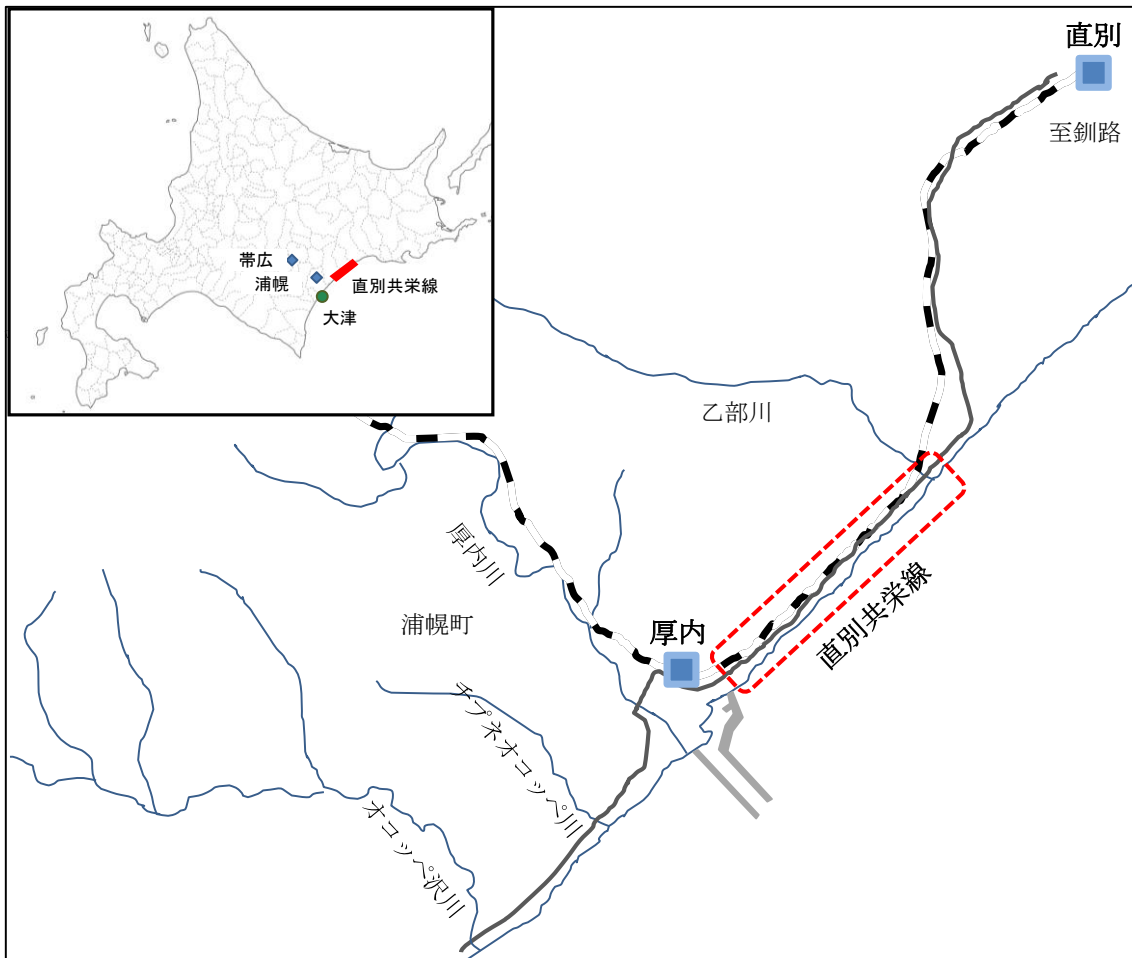 直別
至釧路
帯広
浦幌
直別共栄線
大津
乙部川
厚内川
浦幌町
厚内
直別共栄線
チプネオコッペ川
オコッペ沢川